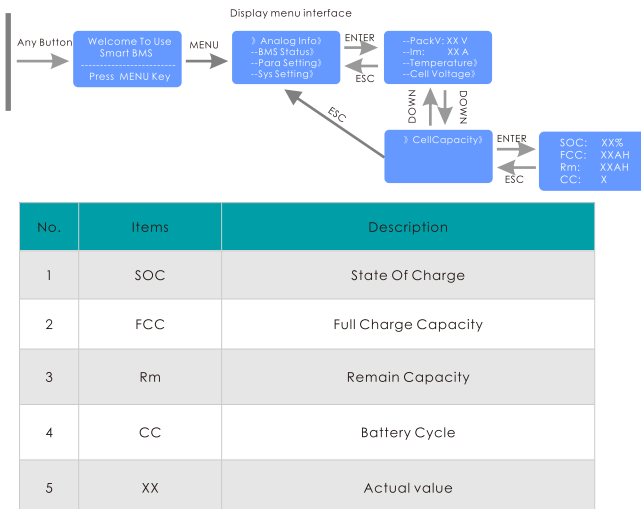 Display menu interface
Any Button
Welcome To Use
Smart BMS
Press MENU Key
MENU
》Analog Info》
--BMS Status》
--Para Setting》
--Sys Setting》
ENTER
ESC
--PackV: XX V
--Im: XX A
--Temperature》
--Cell Voltage》
DOWN
DOWN
ESC
》CellCapacity》
ENTER
ESC
SOC: XX%
FCC: XXAH
Rm: XXAH
CC: X
No. Items Description
1 SOC State Of Charge
2 FCC Full Charge Capacity
3 Rm Remain Capacity
4 CC Battery Cycle
5 XX Actual value